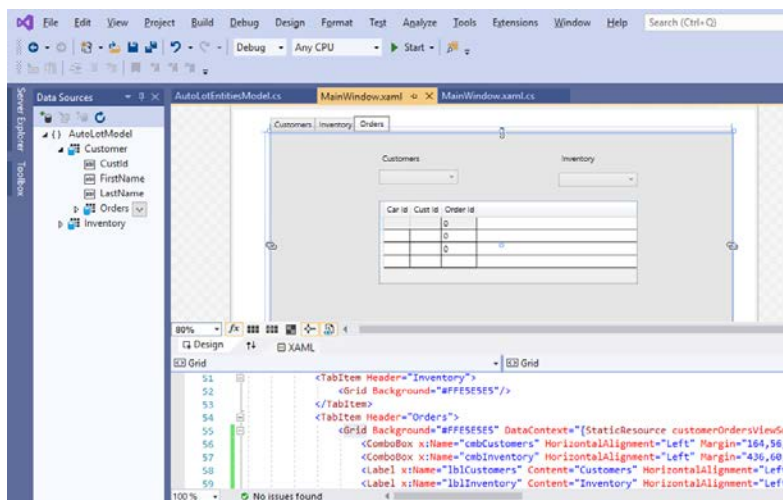 File Edit View Project Build Debug Design Format Test Analyze Tools Extensions Window Help Search (Ctrl+Q)
Debug Any CPU Start
Server Explorer
Toolbox
Data Sources
AutoLotModel
Customer
CustId
FirstName
LastName
Orders
Inventory
AutoLotEntitiesModel.cs MainWindow.xaml MainWindow.xaml.cs
Customers Inventory Orders
Customers Inventory
Car Id Cust Id Order Id
0
0
0
80% fx
Design XAML
Grid Grid
51 <TabItem Header="Inventory">
52 <Grid Background="#FFE5E5E5"/>
53 </TabItem>
54 <TabItem Header="Orders">
55 <Grid Background="#FFE5E5E5" DataContext="{StaticResource customerOrdersViewSo
56 <ComboBox x:Name="cmbCustomers" HorizontalAlignment="Left" Margin="164,56
57 <ComboBox x:Name="cmbInventory" HorizontalAlignment="Left" Margin="436,60
58 <Label x:Name="lblCustomers" Content="Customers" HorizontalAlignment="Lef
59 <Label x:Name="lblInventory" Content="Inventory" HorizontalAlignment="Lef
100 % No issues found